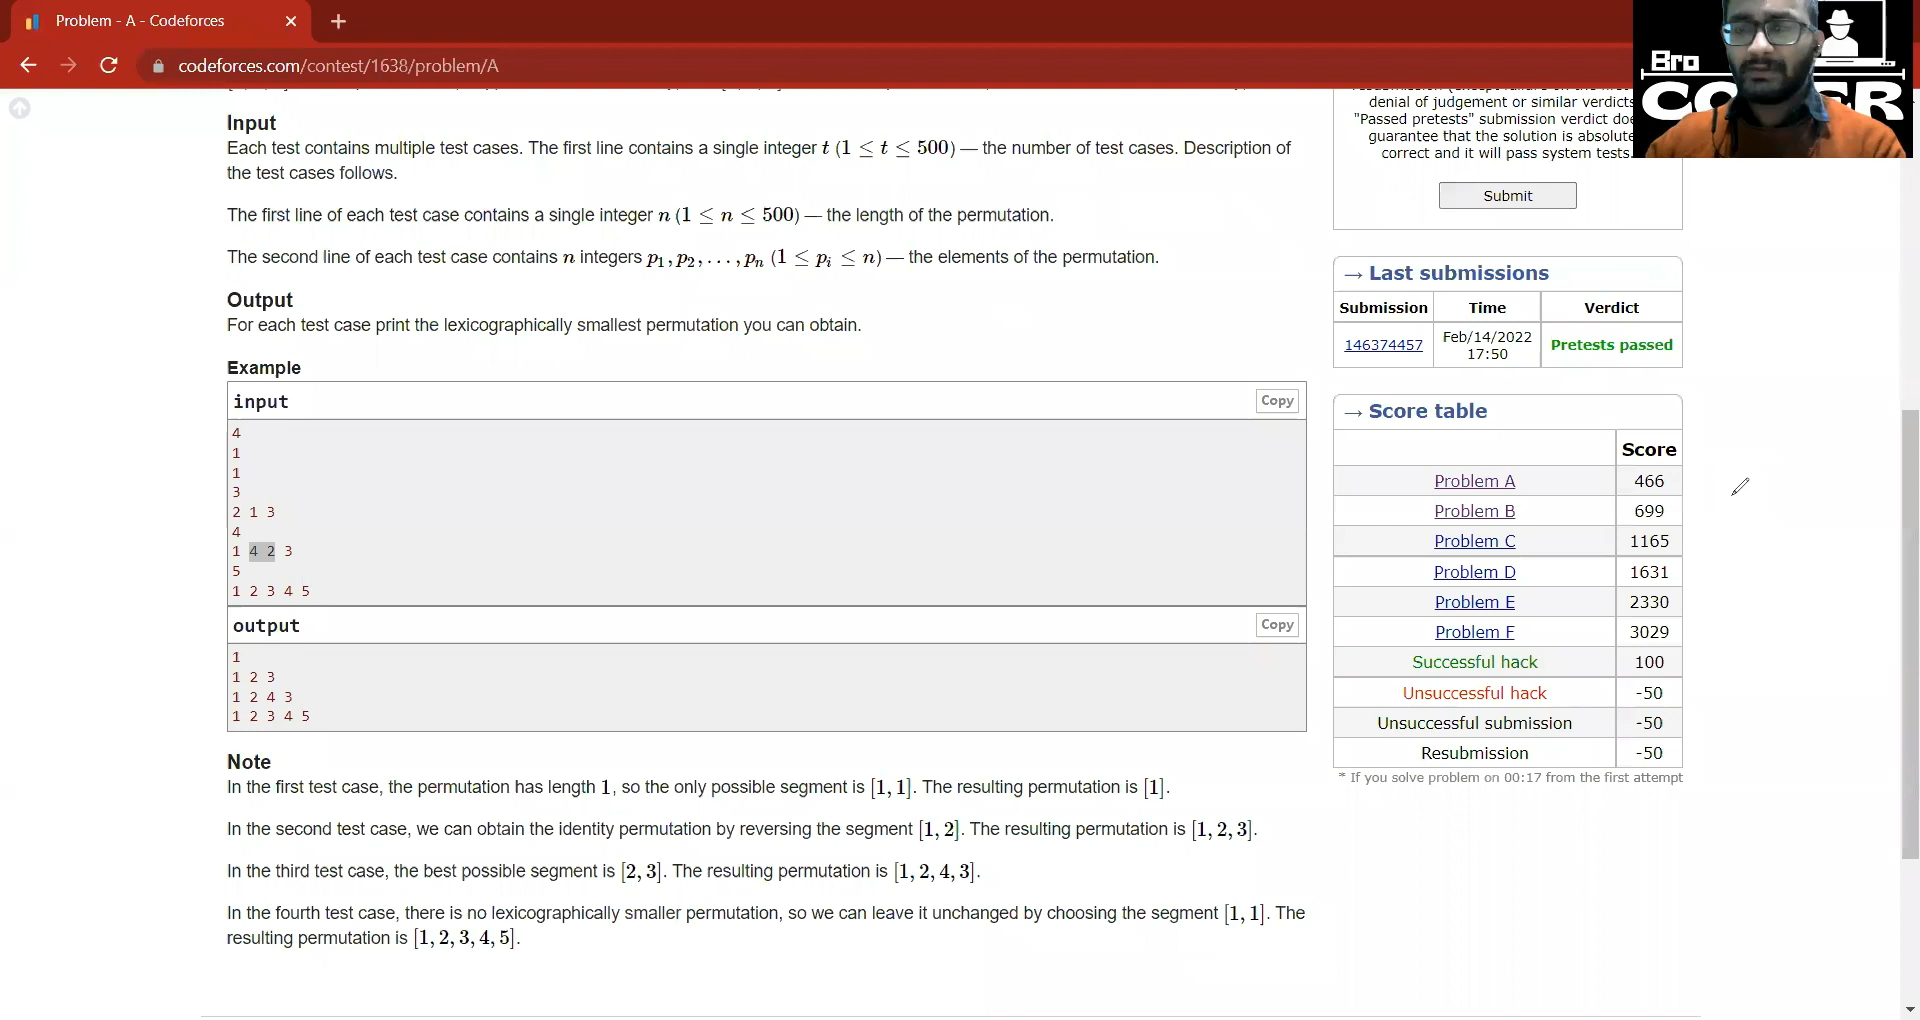 Problem - A - Codeforces
codeforces.com/contest/1638/problem/A
Bro
denial of judgement or similar verdicts
"Passed pretests" submission verdict
guarantee that the solution is
correct and it will pass system tests.
Submit
Input
Each test contains multiple test cases. The first line contains a single integer t (1 ≤ t ≤ 500) — the number of test cases. Description of
the test cases follows.
The first line of each test case contains a single integer n (1 ≤ n ≤ 500) — the length of the permutation.
The second line of each test case contains n integers p₁, p₂, . . . , pₙ (1 ≤ pᵢ ≤ n) — the elements of the permutation.
Output
For each test case print the lexicographically smallest permutation you can obtain.
Example
input
Copy
4
1
1
3
2 1 3
4
1 4 2 3
5
1 2 3 4 5
output
Copy
1
1 2 3
1 2 4 3
1 2 3 4 5
Note
In the first test case, the permutation has length 1, so the only possible segment is [1, 1]. The resulting permutation is [1].
In the second test case, we can obtain the identity permutation by reversing the segment [1, 2]. The resulting permutation is [1, 2, 3].
In the third test case, the best possible segment is [2, 3]. The resulting permutation is [1, 2, 4, 3].
In the fourth test case, there is no lexicographically smaller permutation, so we can leave it unchanged by choosing the segment [1, 1]. The
resulting permutation is [1, 2, 3, 4, 5].
→ Last submissions
Submission Time Verdict
146374457 Feb/14/2022 17:50 Pretests passed
→ Score table
Score
Problem A 466
Problem B 699
Problem C 1165
Problem D 1631
Problem E 2330
Problem F 3029
Successful hack 100
Unsuccessful hack -50
Unsuccessful submission -50
Resubmission -50
* If you solve problem on 00:17 from the first attempt